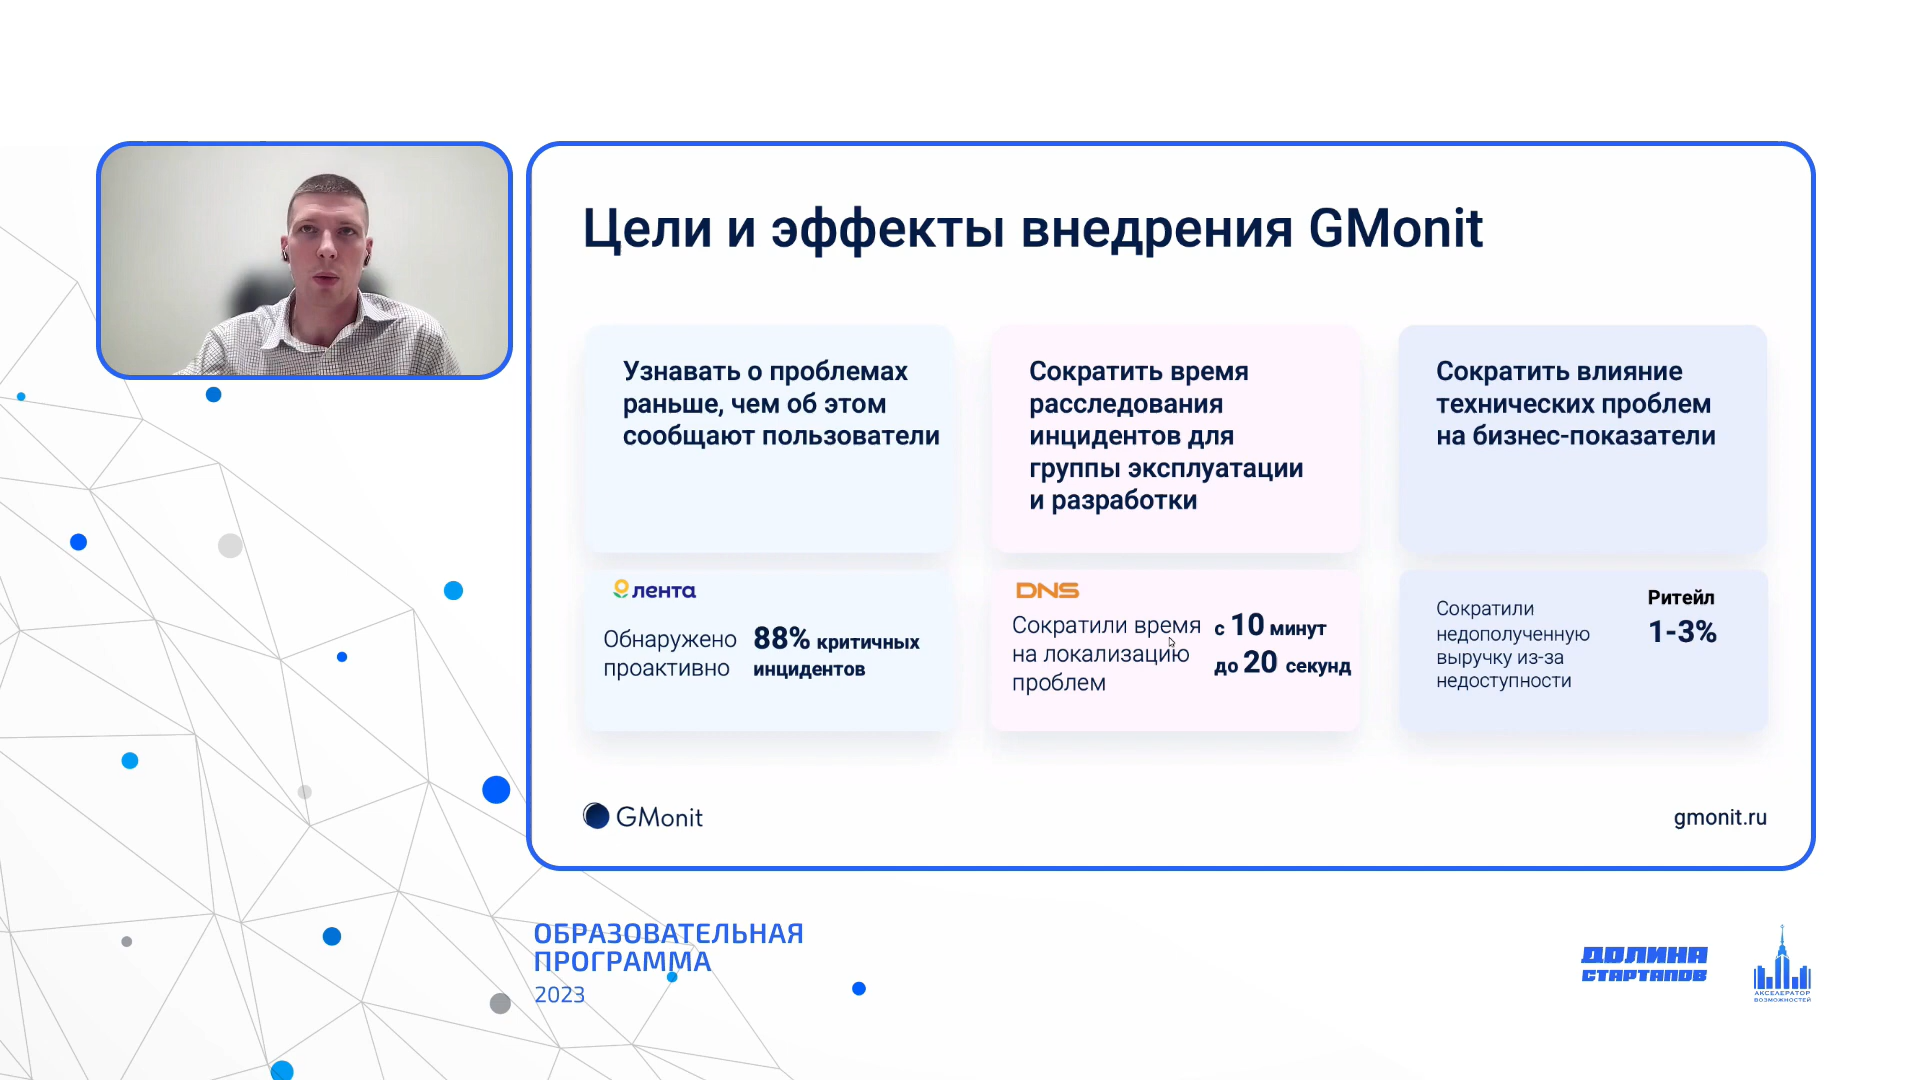 Цели и эффекты внедрения GMonit
Узнавать о проблемах
раньше, чем об этом
сообщают пользователи
Сократить время
расследования
инцидентов для
группы эксплуатации
и разработки
Сократить влияние
технических проблем
на бизнес-показатели
лента
Обнаружено
проактивно
88% критичных
инцидентов
DNS
Сократили время
на локализацию
проблем
с 10 минут
до 20 секунд
Сократили
недополученную
выручку из-за
недоступности
Ритейл
1-3%
GMonit
gmonit.ru
ОБРАЗОВАТЕЛЬНАЯ
ПРОГРАММА
2023
ДОЛИНА
СТАРТАПОВ
АКСЕЛЕРАТОР
ВОЗМОЖНОСТЕЙ